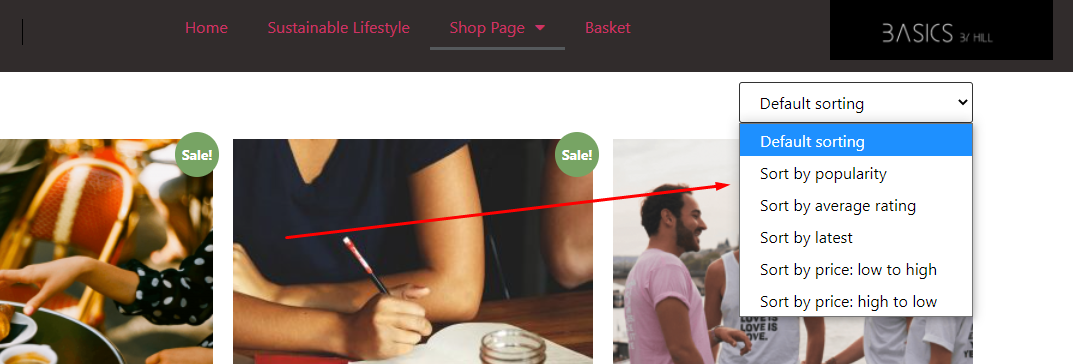 Home
Sustainable Lifestyle
Shop Page
Basket
BASICS BY HILL
Default sorting
Sale!
Sale!
Default sorting
Sort by popularity
Sort by average rating
Sort by latest
Sort by price: low to high
Sort by price: high to low
LOVE IS
LOVE IS
LOVE.